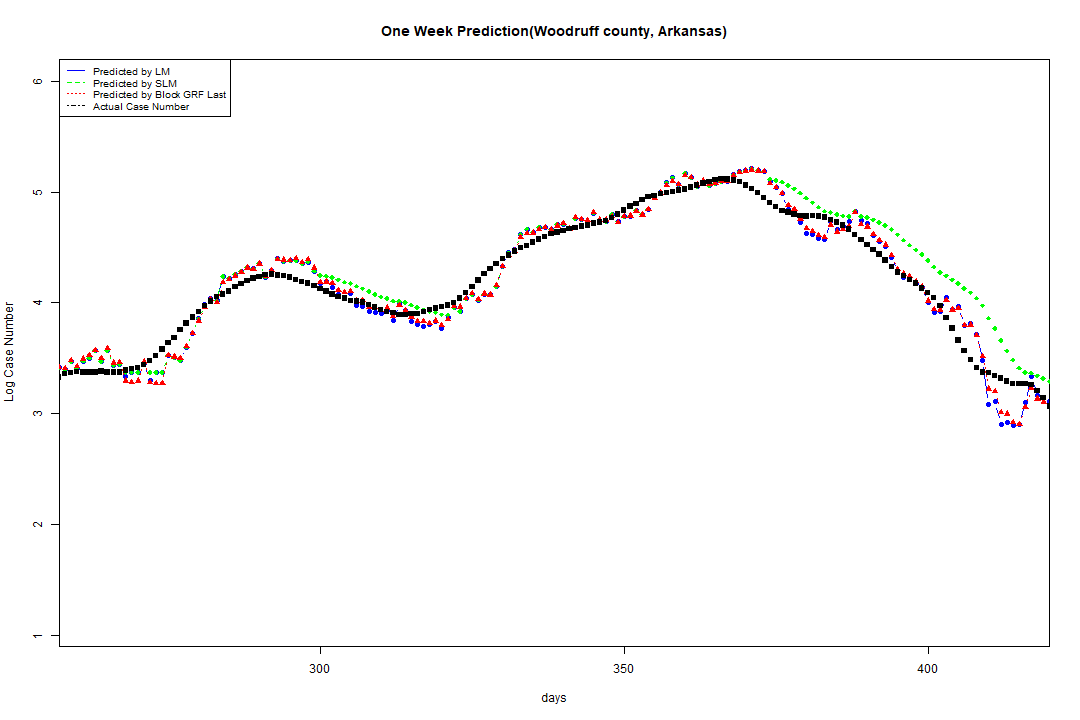 One Week Prediction(Woodruff county, Arkansas)
Predicted by LM
Predicted by SLM
Predicted by Block GRF Last
Actual Case Number
6
5
4
3
2
1
Log Case Number
300
350
400
days